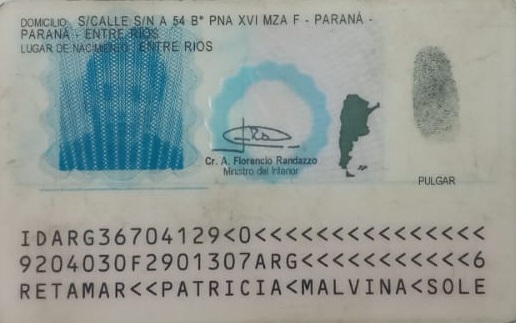 DOMICILIO: S/CALLE S/N A 54 B° PNA XVI MZA F - PARANÁ -
PARANÁ - ENTRE RÍOS
LUGAR DE NACIMIENTO: ENTRE RIOS
Cr. A. Florencio Randazzo
Ministro del Interior
PULGAR
IDARG36704129<0<<<<<<<<<<<<<<<
9204030F2901307ARG<<<<<<<<<<<6
RETAMAR<<PATRICIA<MALVINA<SOLE